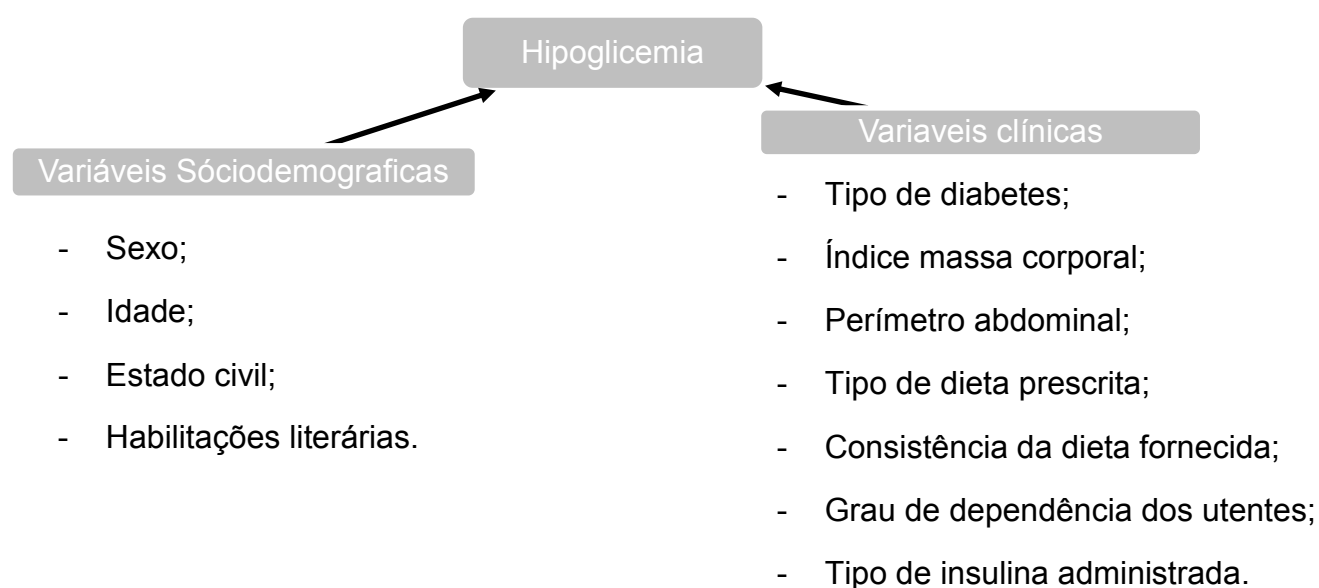 Hipoglicemia
Variáveis Sóciodemograficas
- Sexo;
- Idade;
- Estado civil;
- Habilitações literárias.
Variaveis clínicas
- Tipo de diabetes;
- Índice massa corporal;
- Perímetro abdominal;
- Tipo de dieta prescrita;
- Consistência da dieta fornecida;
- Grau de dependência dos utentes;
- Tipo de insulina administrada.